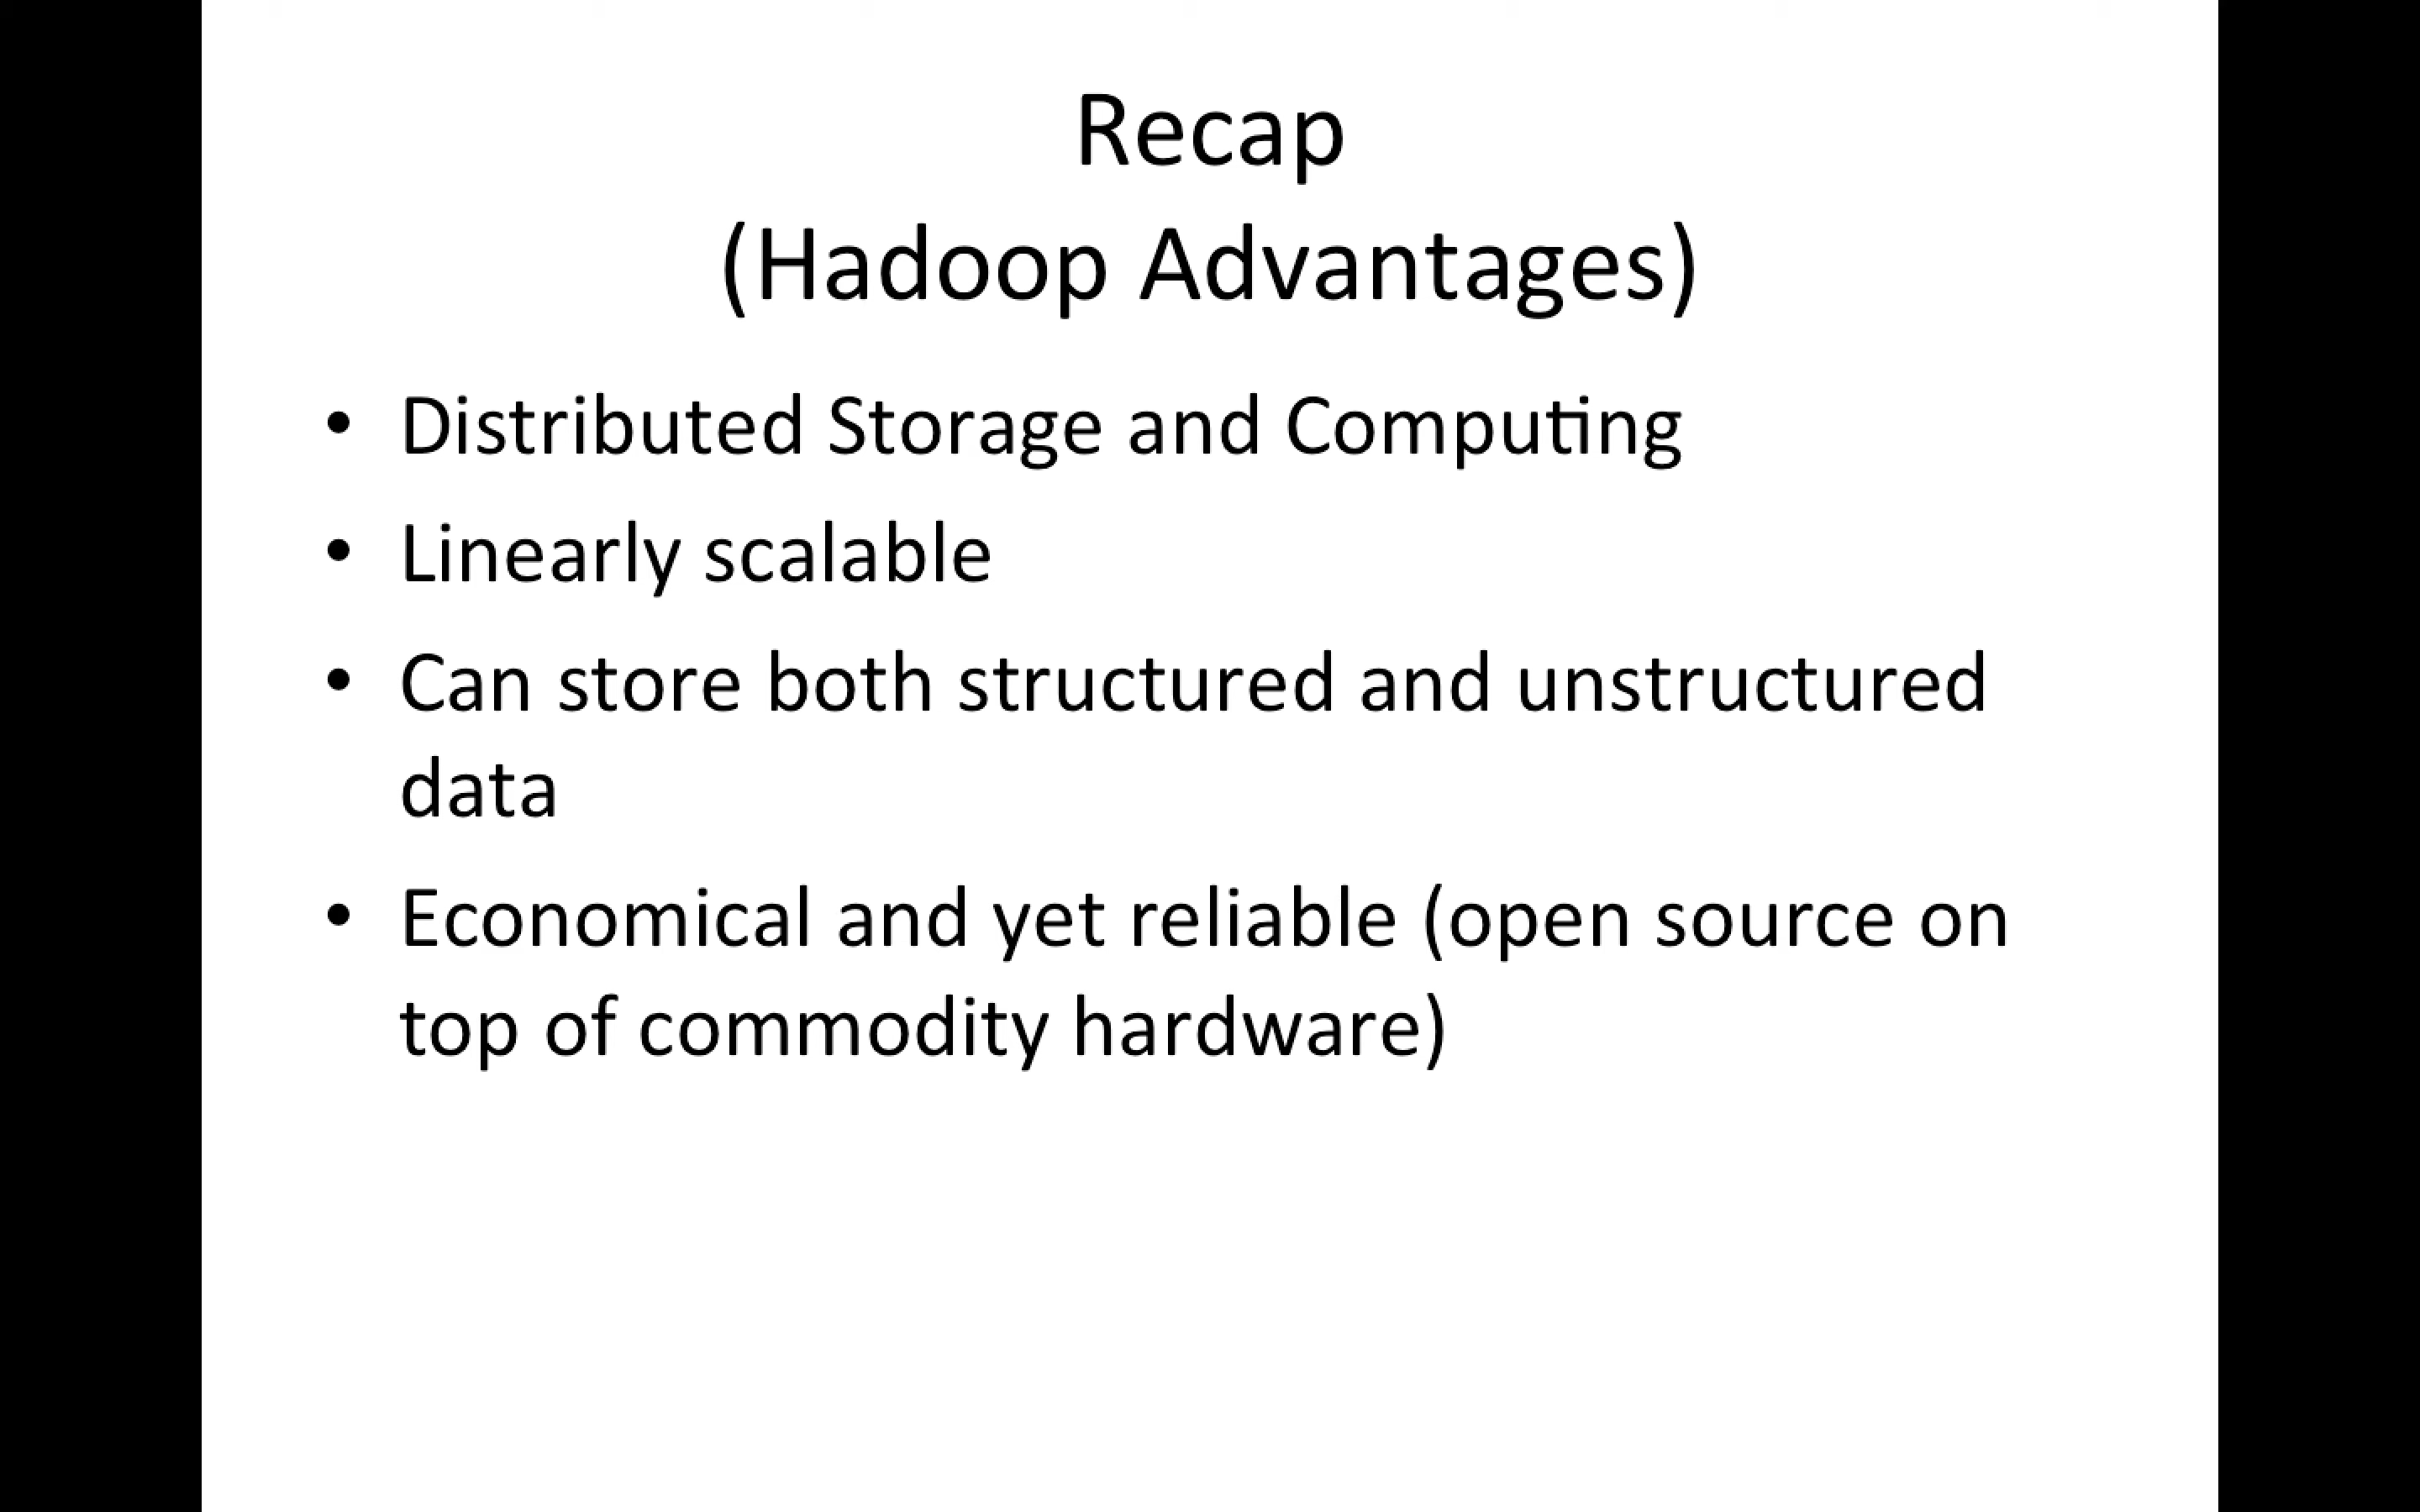 Recap
(Hadoop Advantages)
• Distributed Storage and Computing
• Linearly scalable
• Can store both structured and unstructured
data
• Economical and yet reliable (open source on
top of commodity hardware)